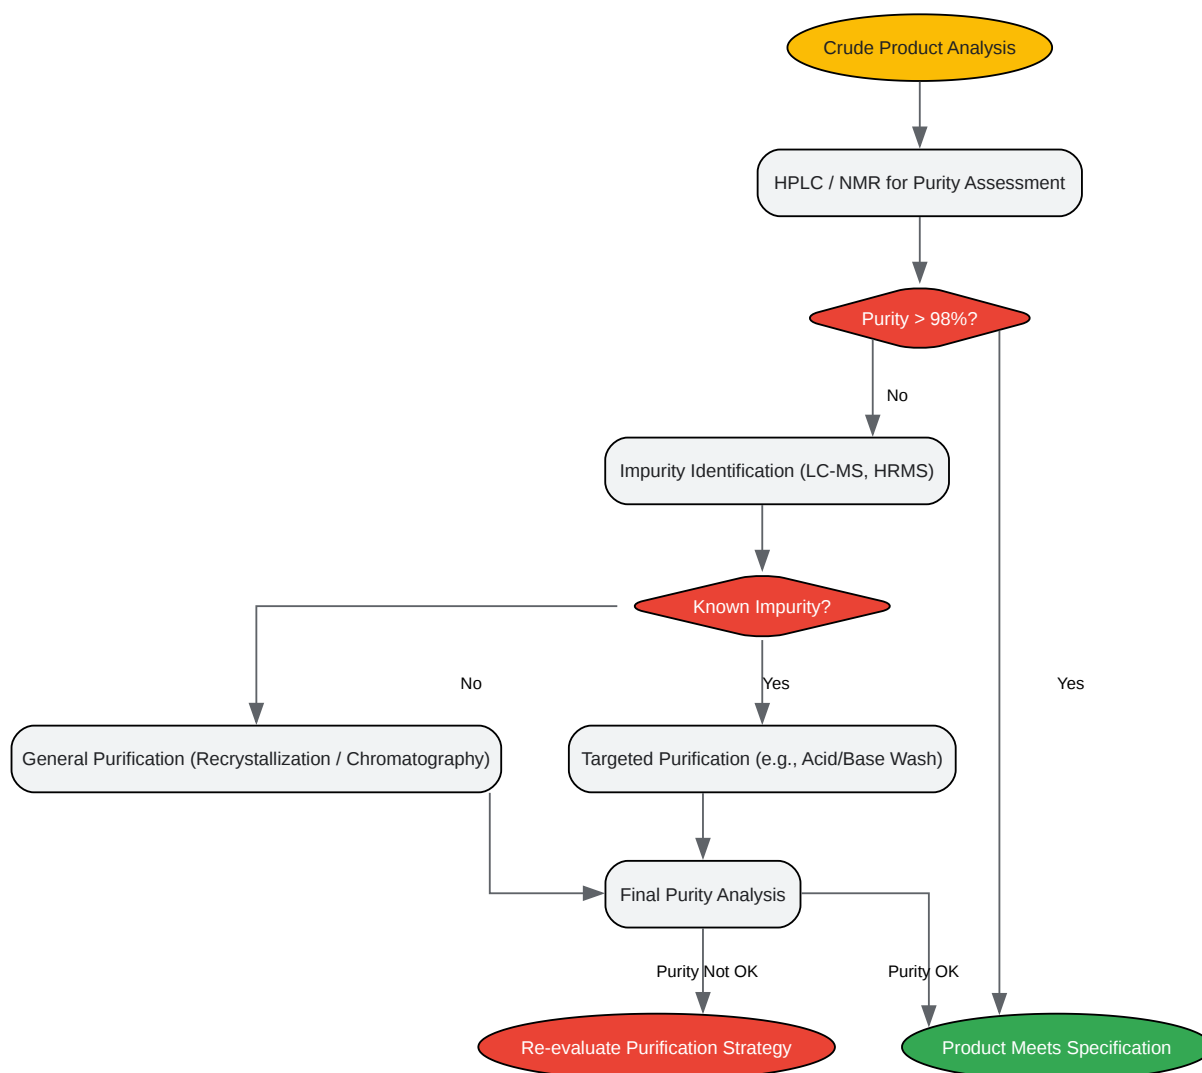 Crude Product Analysis
HPLC / NMR for Purity Assessment
Purity > 98%?
No
Impurity Identification (LC-MS, HRMS)
Known Impurity?
No
Yes
Yes
General Purification (Recrystallization / Chromatography)
Targeted Purification (e.g., Acid/Base Wash)
Final Purity Analysis
Purity Not OK
Purity OK
Re-evaluate Purification Strategy
Product Meets Specification